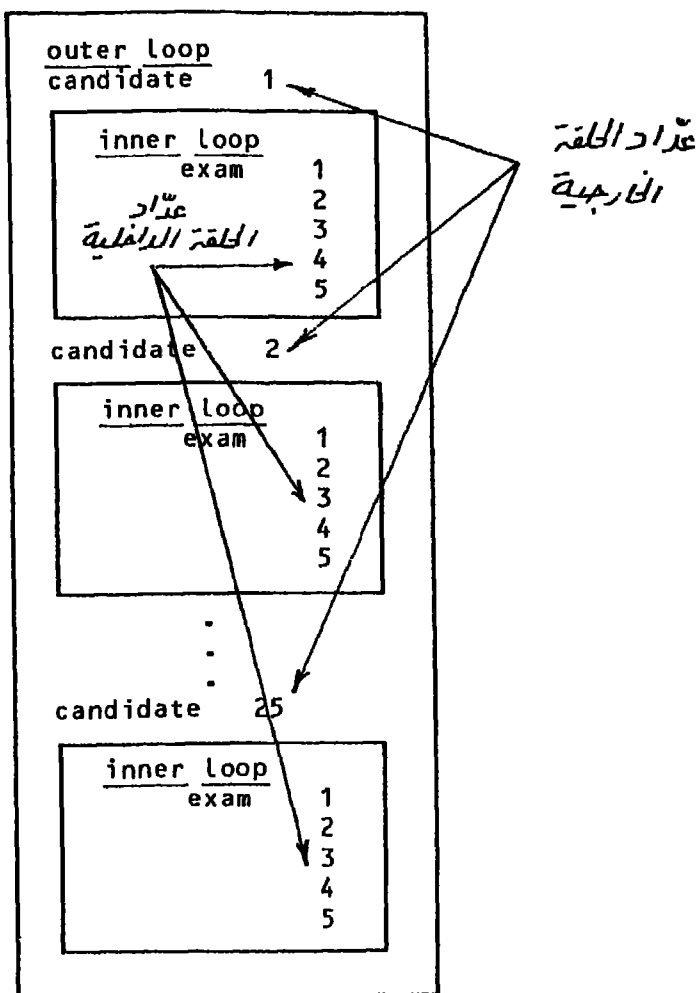 outer loop
candidate 1
inner loop
exam 1
2
3
4
5
عدّاد
الحلقة الداخلية
عدّاد الحلقة
الخارجية
candidate 2
inner loop
exam 1
2
3
4
5
.
.
.
candidate 25
inner loop
exam 1
2
3
4
5